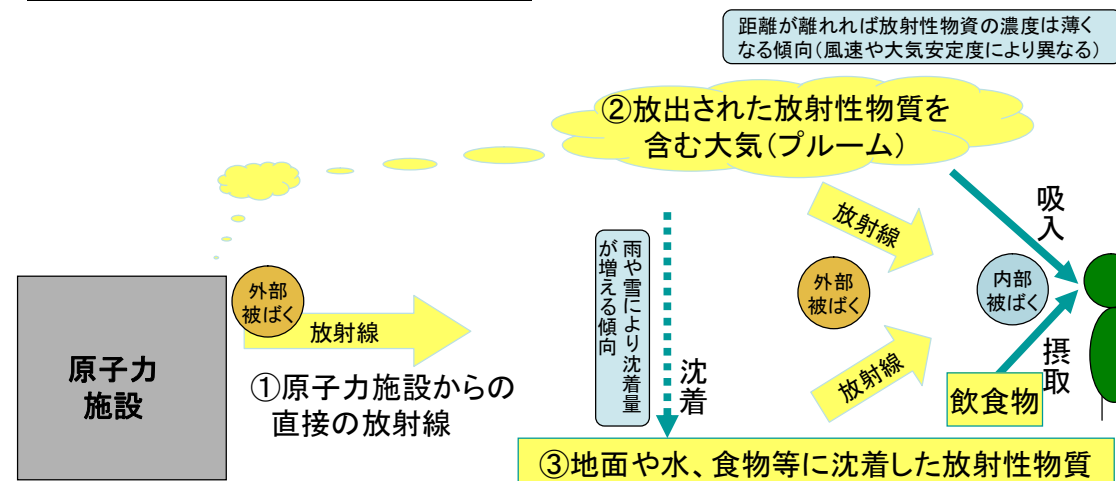 距離が離れれば放射性物資の濃度は薄く
なる傾向（風速や大気安定度により異なる）
②放出された放射性物質を
含む大気（プルーム）
吸入
放射線
雨や雪により沈着量
が増える傾向
外部
被ばく
内部
被ばく
外部
被ばく
放射線
原子力
施設
①原子力施設からの
直接の放射線
沈着
放射線
摂取
飲食物
③地面や水、食物等に沈着した放射性物質